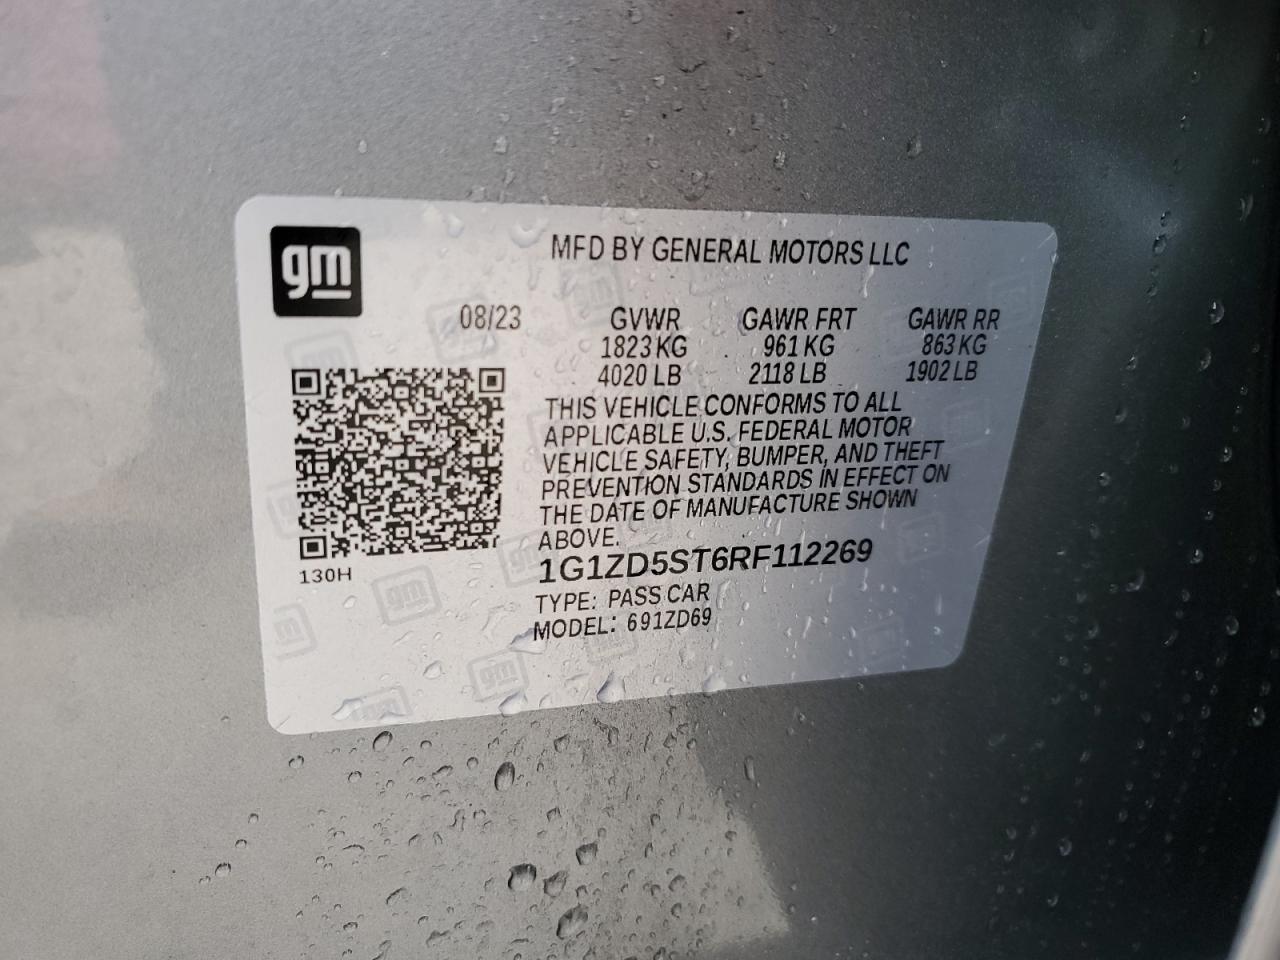 gm
MFD BY GENERAL MOTORS LLC
08/23 GVWR GAWR FRT GAWR RR
1823 KG 961 KG 863 KG
4020 LB 2118 LB 1902 LB
THIS VEHICLE CONFORMS TO ALL
APPLICABLE U.S. FEDERAL MOTOR
VEHICLE SAFETY, BUMPER, AND THEFT
PREVENTION STANDARDS IN EFFECT ON
THE DATE OF MANUFACTURE SHOWN
ABOVE.
130H
1G1ZD5ST6RF112269
TYPE: PASS CAR
MODEL: 691ZD69